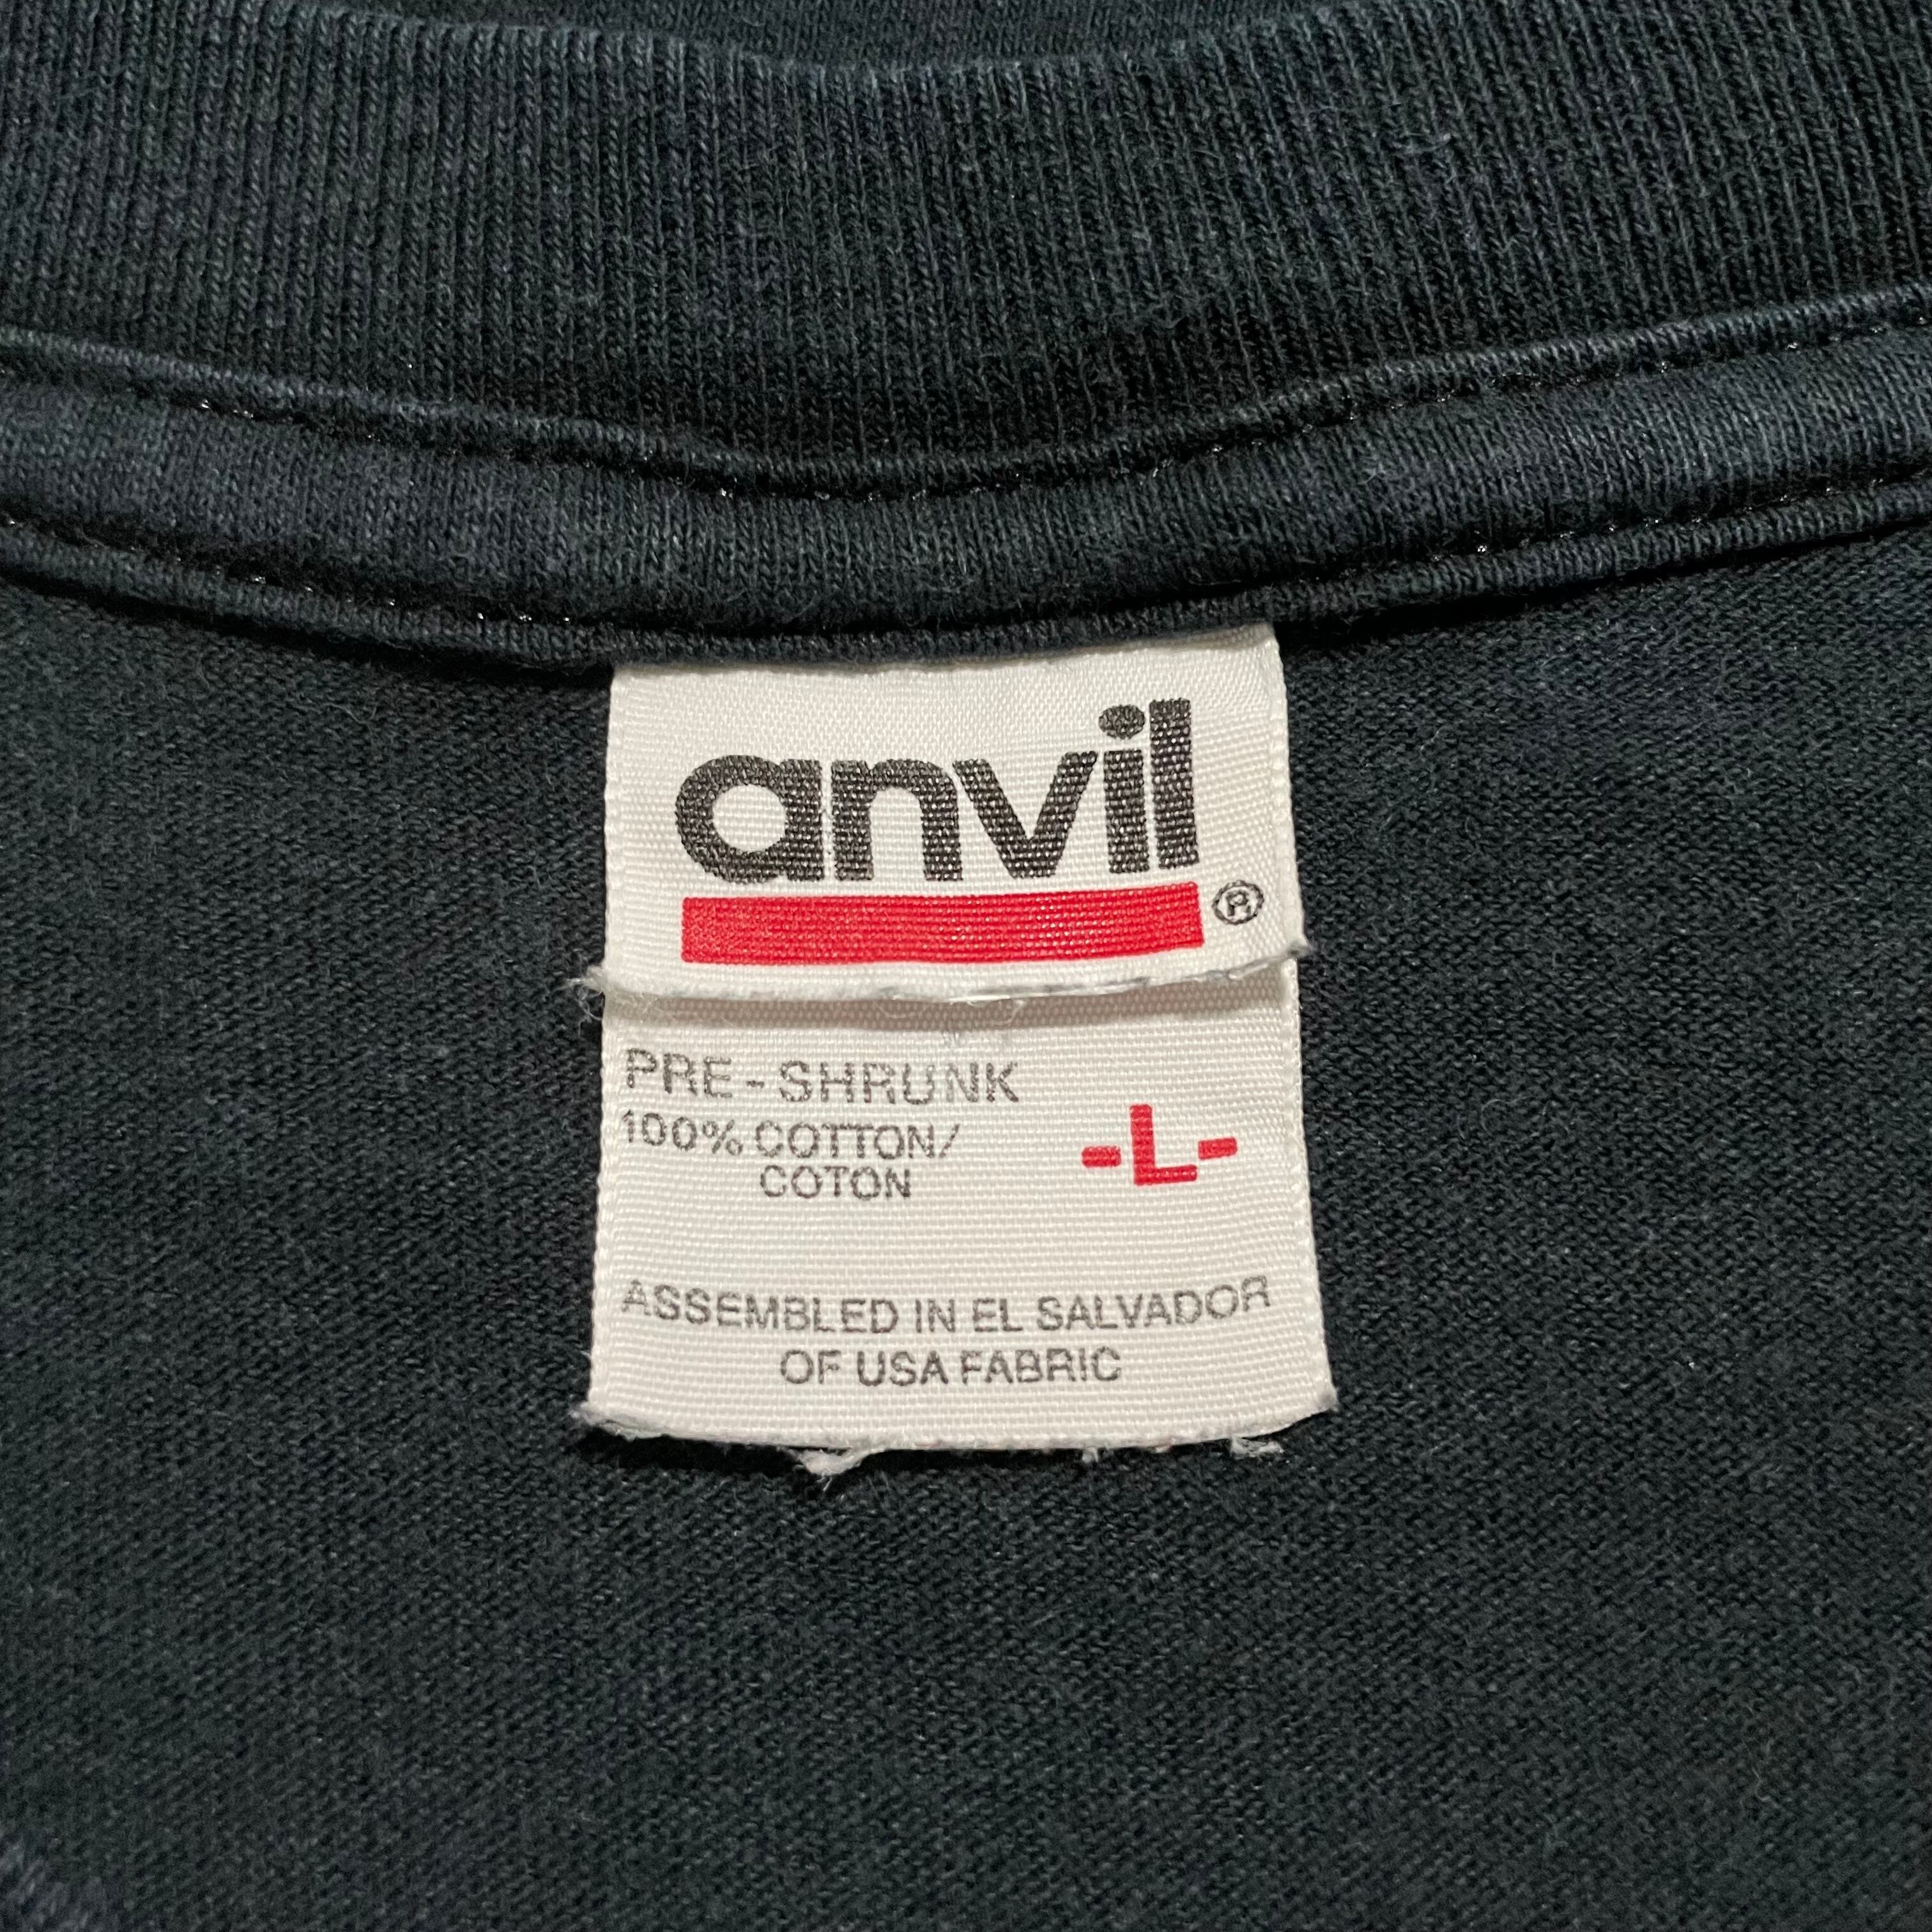 anvil
®
PRE-SHRUNK
100% COTTON/
COTON
-L-
ASSEMBLED IN EL SALVADOR
OF USA FABRIC